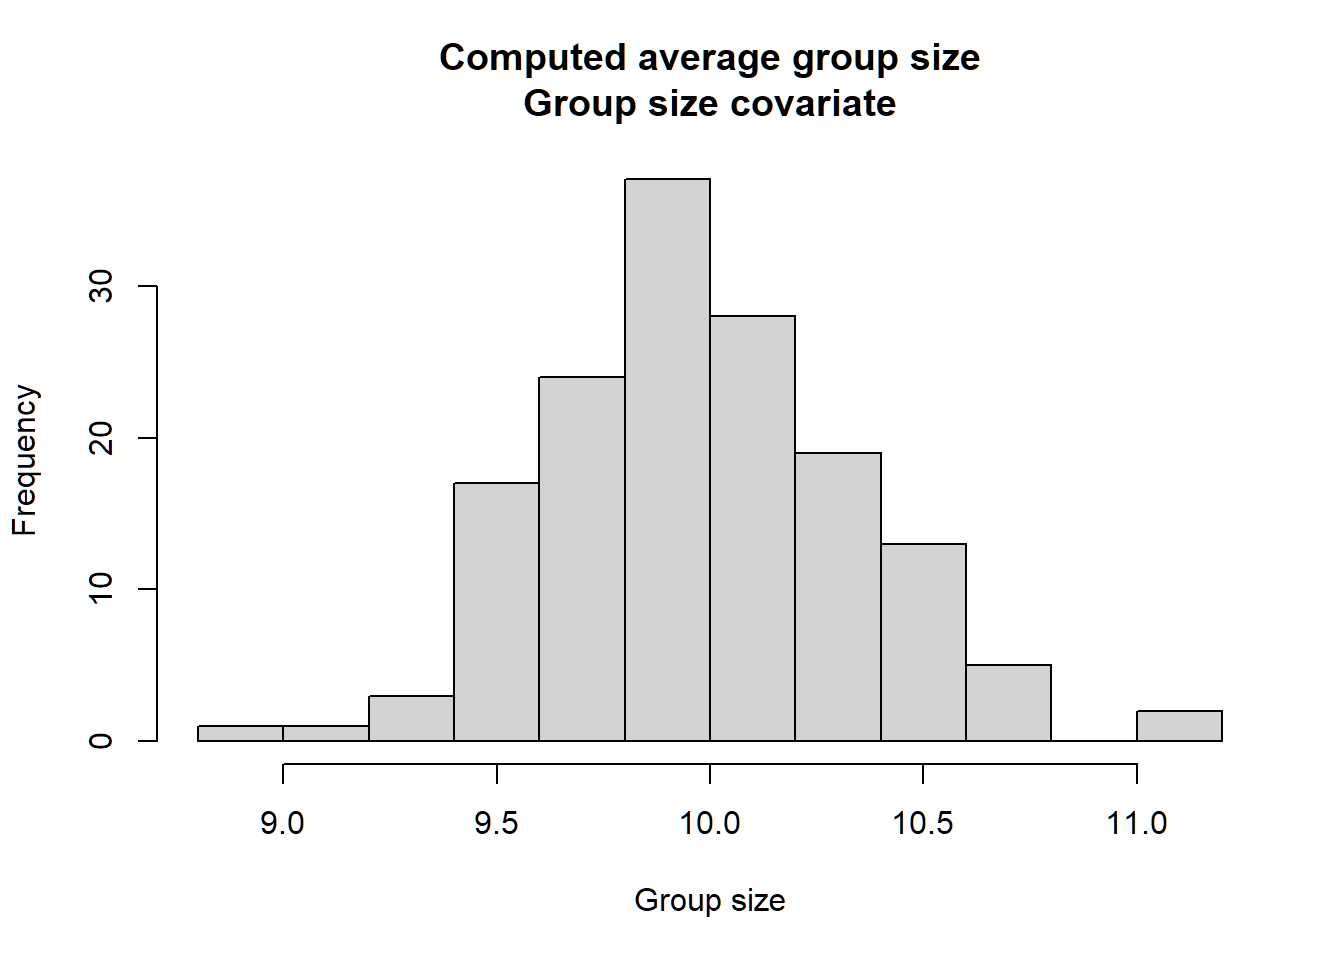 Computed average group size
Group size covariate
Frequency
30
20
10
0
9.0 9.5 10.0 10.5 11.0
Group size